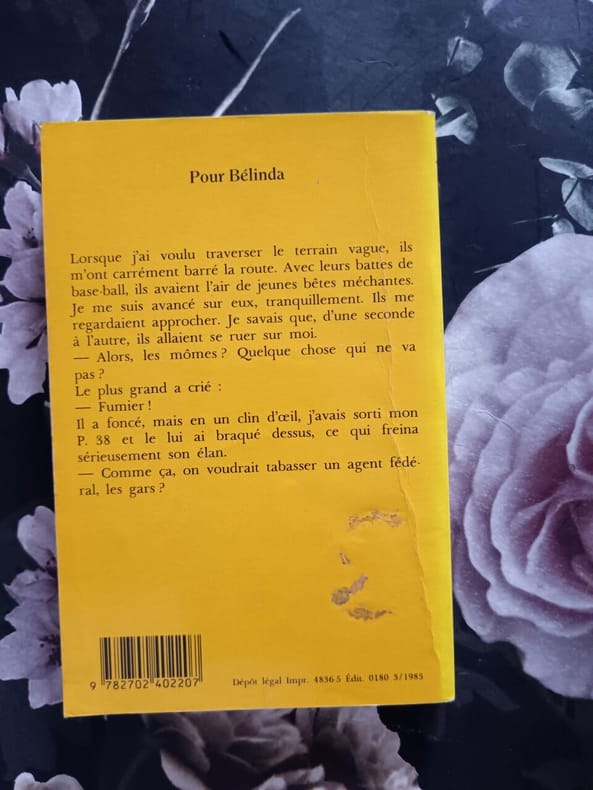 Pour Bélinda
Lorsque j'ai voulu traverser le terrain vague, ils
m'ont carrément barré la route. Avec leurs battes de
base-ball, ils avaient l'air de jeunes bêtes méchantes.
Je me suis avancé sur eux, tranquillement. Ils me
regardaient approcher. Je savais que, d'une seconde
à l'autre, ils allaient se ruer sur moi.
— Alors, les mômes ? Quelque chose qui ne va
pas ?
Le plus grand a crié :
— Fumier !
Il a foncé, mais en un clin d'œil, j'avais sorti mon
P. 38 et le lui ai braqué dessus, ce qui freina
sérieusement son élan.
— Comme ça, on voudrait tabasser un agent fédé-
ral, les gars ?
9 782702 402207
Dépôt légal Impr. 4836-5 Édit. 0180 3/1985